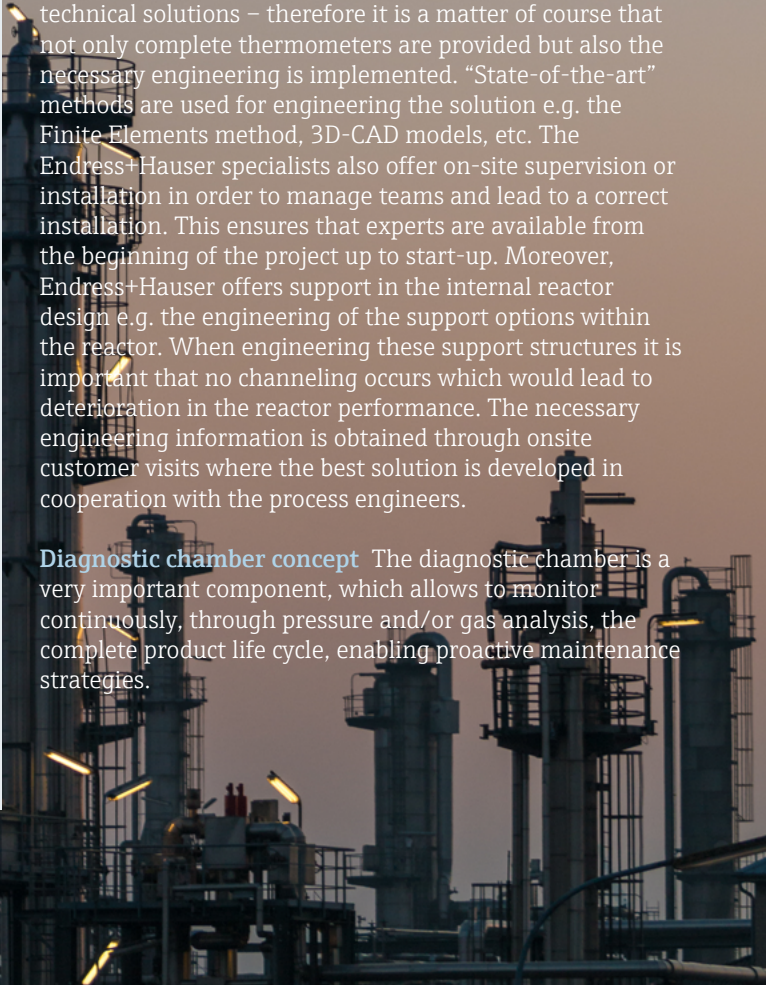 technical solutions – therefore it is a matter of course that
not only complete thermometers are provided but also the
necessary engineering is implemented. “State-of-the-art”
methods are used for engineering the solution e.g. the
Finite Elements method, 3D-CAD models, etc. The
Endress+Hauser specialists also offer on-site supervision or
installation in order to manage teams and lead to a correct
installation. This ensures that experts are available from
the beginning of the project up to start-up. Moreover,
Endress+Hauser offers support in the internal reactor
design e.g. the engineering of the support options within
the reactor. When engineering these support structures it is
important that no channeling occurs which would lead to
deterioration in the reactor performance. The necessary
engineering information is obtained through onsite
customer visits where the best solution is developed in
cooperation with the process engineers.
Diagnostic chamber concept The diagnostic chamber is a
very important component, which allows to monitor
continuously, through pressure and/or gas analysis, the
complete product life cycle, enabling proactive maintenance
strategies.